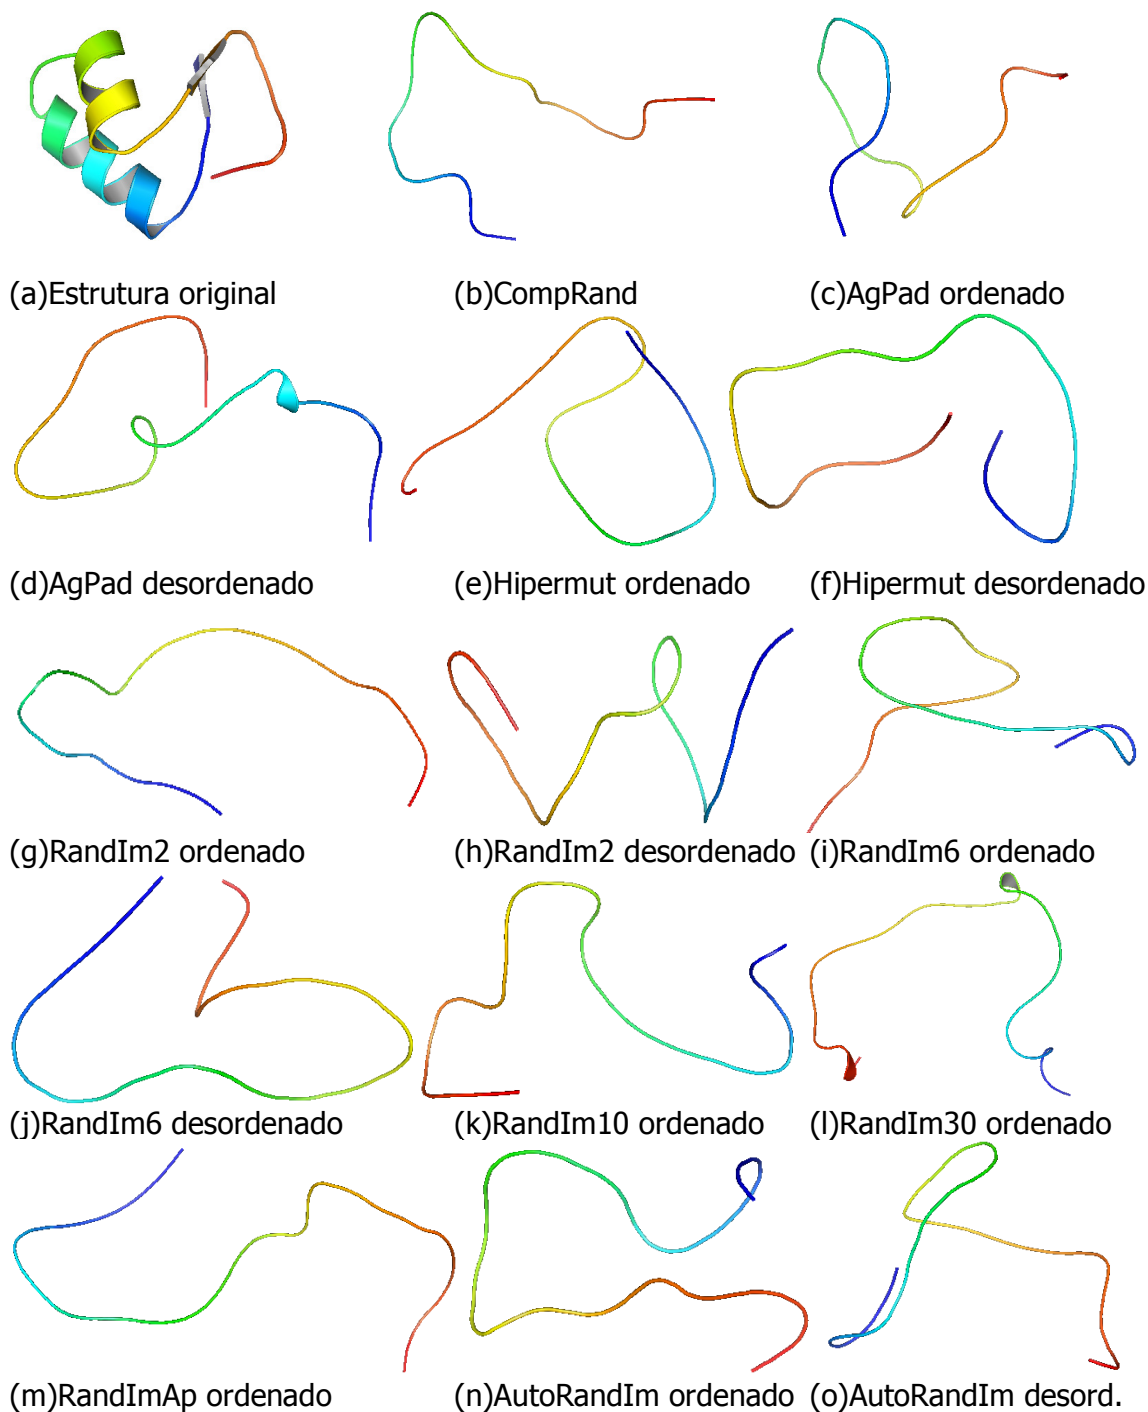 (a)Estrutura original (b)CompRand (c)AgPad ordenado
(d)AgPad desordenado (e)Hipermut ordenado (f)Hipermut desordenado
(g)RandIm2 ordenado (h)RandIm2 desordenado (i)RandIm6 ordenado
(j)RandIm6 desordenado (k)RandIm10 ordenado (l)RandIm30 ordenado
(m)RandImAp ordenado (n)AutoRandIm ordenado (o)AutoRandIm desord.